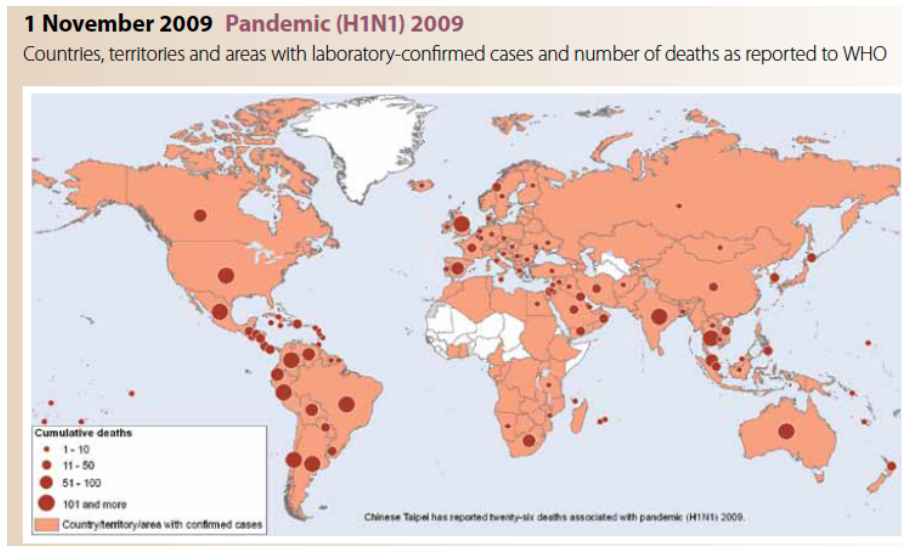 1 November 2009 Pandemic (H1N1) 2009
Countries, territories and areas with laboratory-confirmed cases and number of deaths as reported to WHO
Cumulative deaths
1 - 10
11 - 50
51 - 100
101 and more
Country/territory/area with confirmed cases
Chinese Taipei has reported twenty-six deaths associated with pandemic (H1N1) 2009.